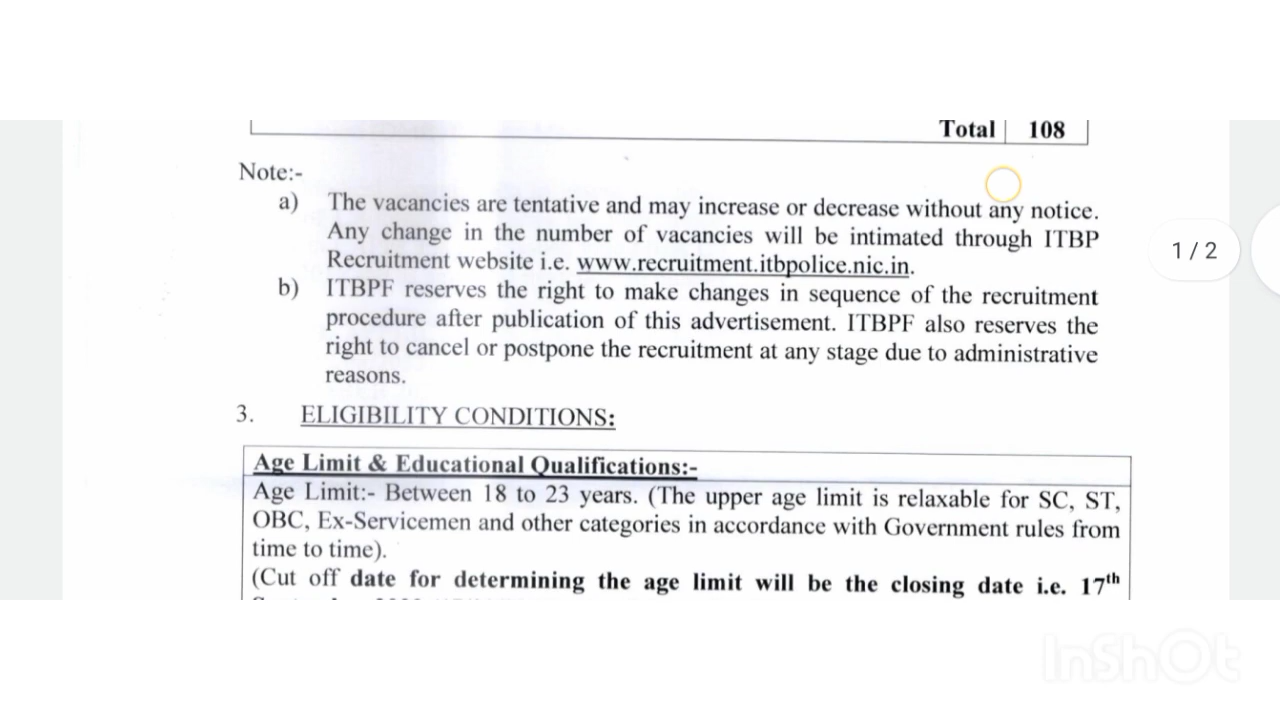 Total 108
Note:-
a) The vacancies are tentative and may increase or decrease without any notice.
Any change in the number of vacancies will be intimated through ITBP
Recruitment website i.e. www.recruitment.itbpolice.nic.in.
b) ITBPF reserves the right to make changes in sequence of the recruitment
procedure after publication of this advertisement. ITBPF also reserves the
right to cancel or postpone the recruitment at any stage due to administrative
reasons.
1/2
3. ELIGIBILITY CONDITIONS:
Age Limit & Educational Qualifications:-
Age Limit:- Between 18 to 23 years. (The upper age limit is relaxable for SC, ST,
OBC, Ex-Servicemen and other categories in accordance with Government rules from
time to time).
(Cut off date for determining the age limit will be the closing date i.e. 17th
InShOt